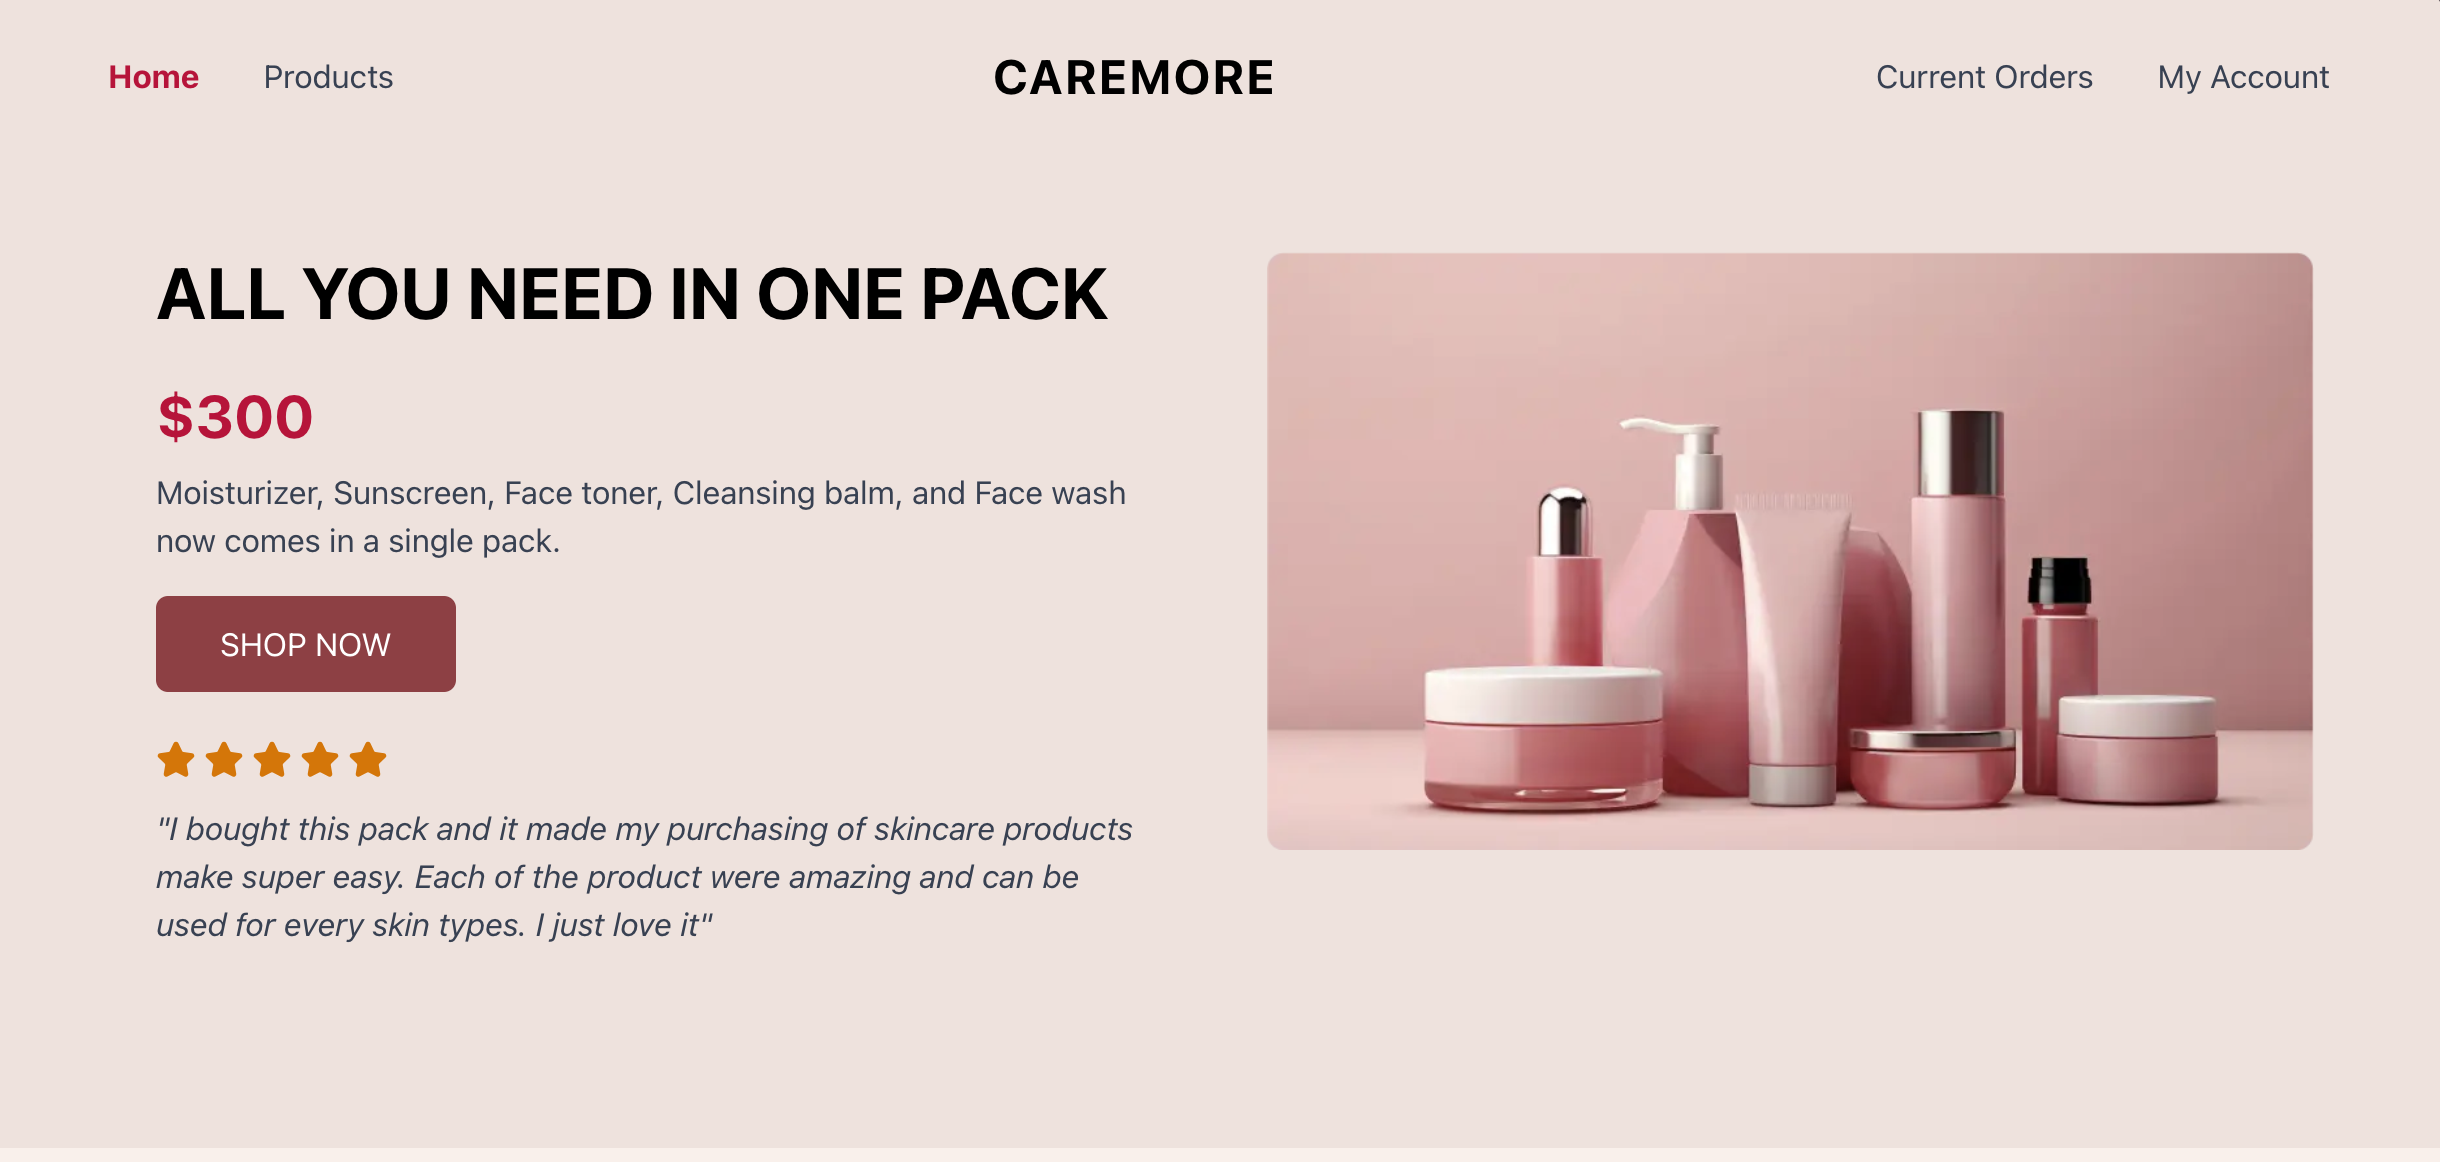 Home
Products
CAREMORE
Current Orders
My Account
ALL YOU NEED IN ONE PACK
$300
Moisturizer, Sunscreen, Face toner, Cleansing balm, and Face wash
now comes in a single pack.
SHOP NOW
"I bought this pack and it made my purchasing of skincare products
make super easy. Each of the product were amazing and can be
used for every skin types. I just love it"